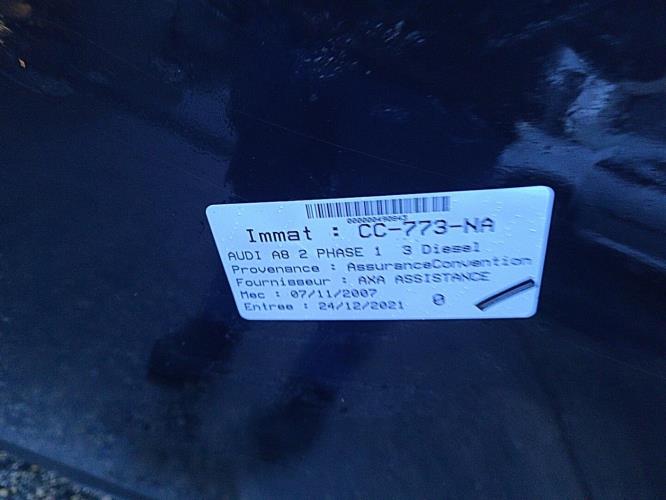 000000490843
Immat : CC-773-NA
AUDI A8 2 PHASE 1 3 Diesel
Provenance : AssuranceConvention
Fournisseur : AXA ASSISTANCE
Mec : 07/11/2007
Entree : 24/12/2021 0